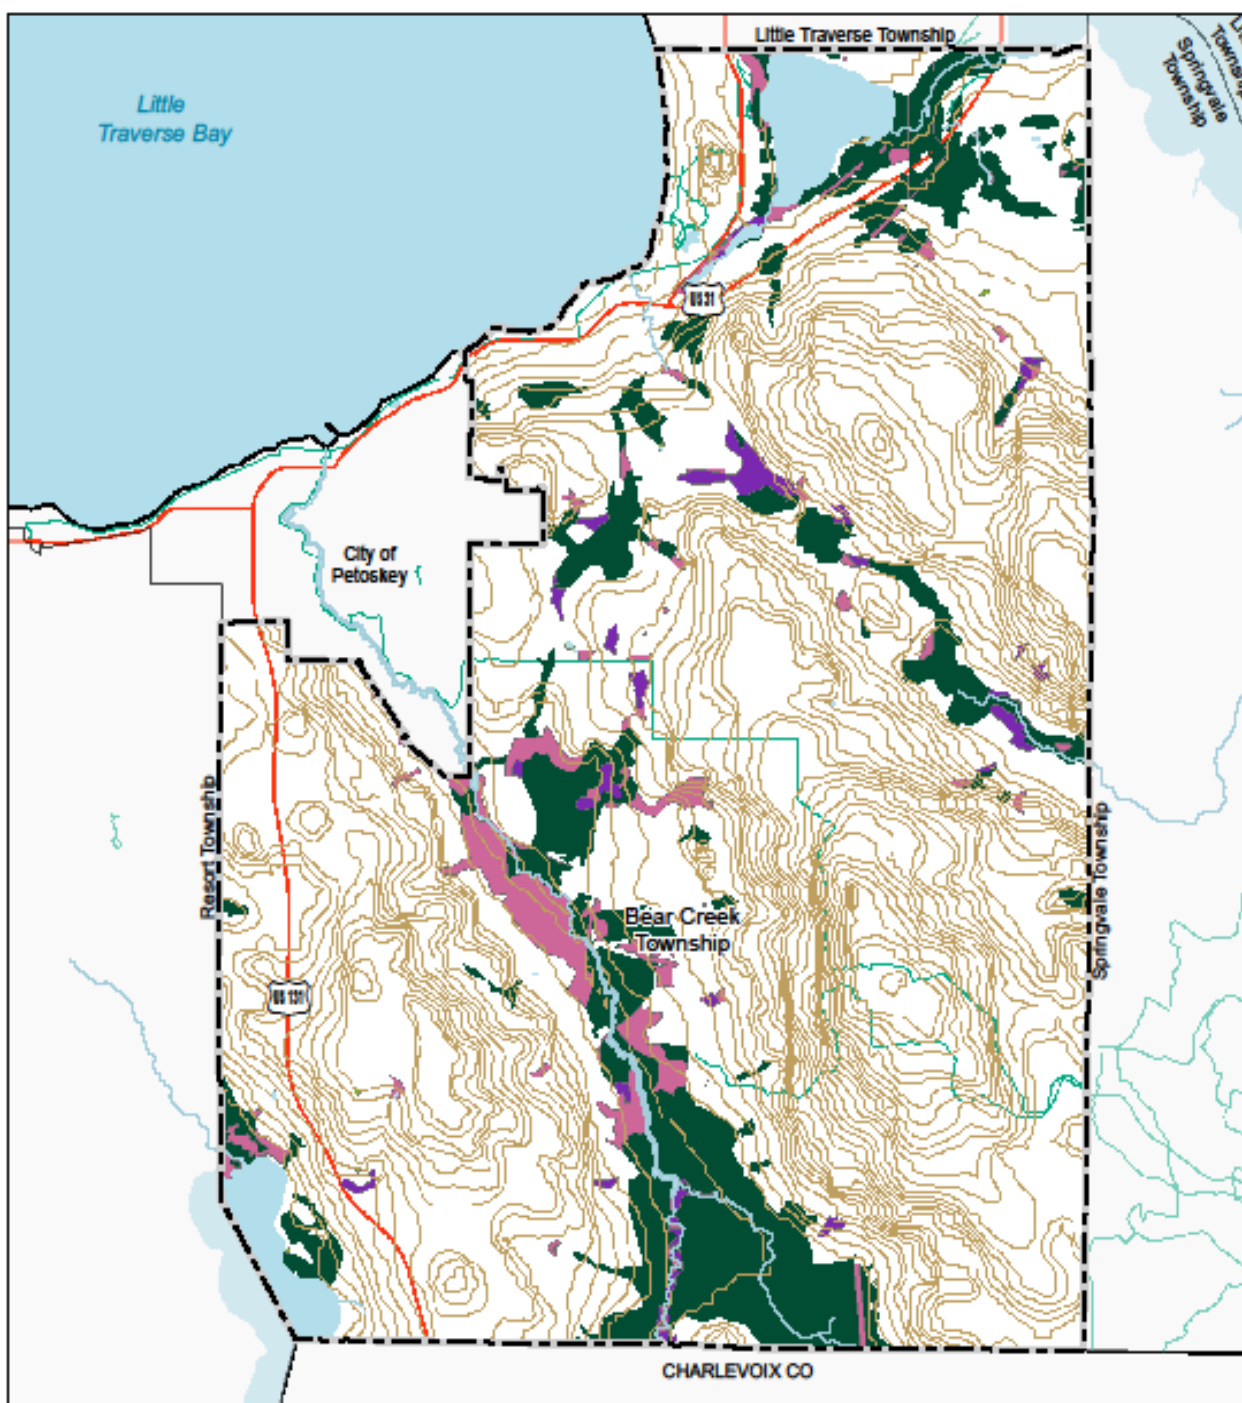 Little Traverse Township
Springvale
Township
Little
Traverse Bay
US 31
City of
Petoskey
Resort Township
Springvale Township
Bear Creek
Township
US 131
CHARLEVOIX CO